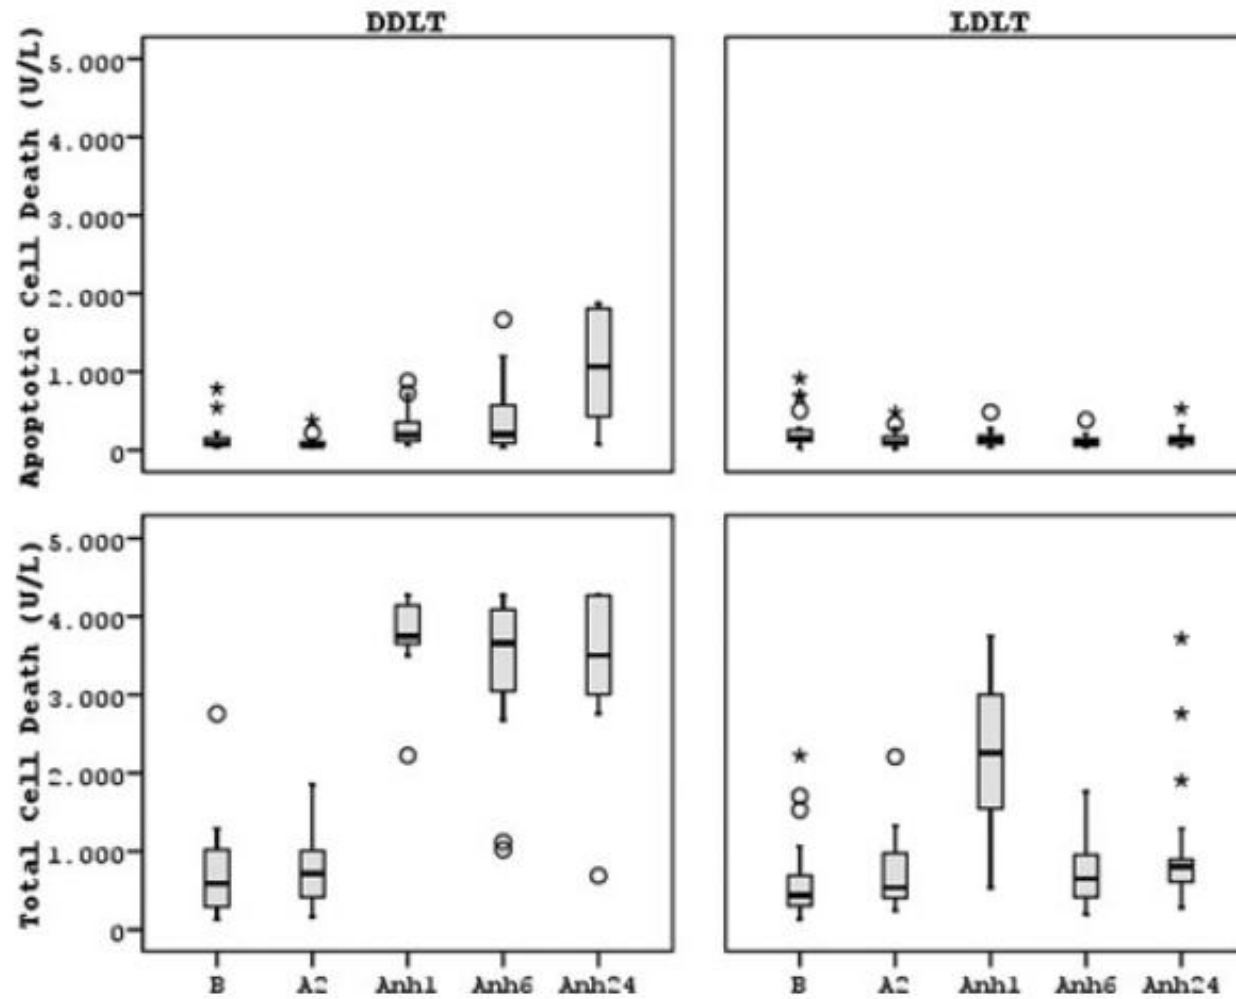 DDLT
LDLT
Apoptotic Cell Death (U/L)
5.000
4.000
3.000
2.000
1.000
0
Total Cell Death (U/L)
5.000
4.000
3.000
2.000
1.000
0
B A2 Anh1 Anh6 Anh24
B A2 Anh1 Anh6 Anh24